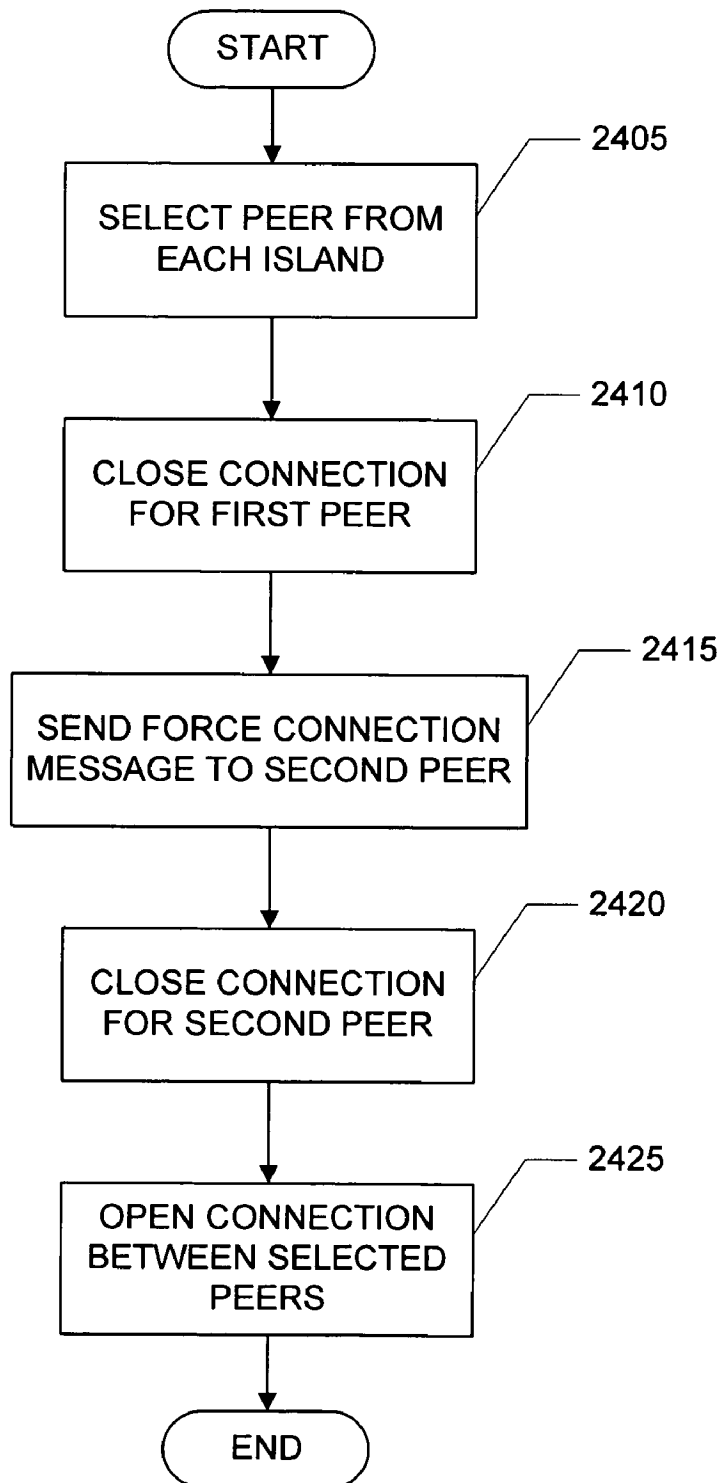 START
2405
SELECT PEER FROM
EACH ISLAND
2410
CLOSE CONNECTION
FOR FIRST PEER
2415
SEND FORCE CONNECTION
MESSAGE TO SECOND PEER
2420
CLOSE CONNECTION
FOR SECOND PEER
2425
OPEN CONNECTION
BETWEEN SELECTED
PEERS
END